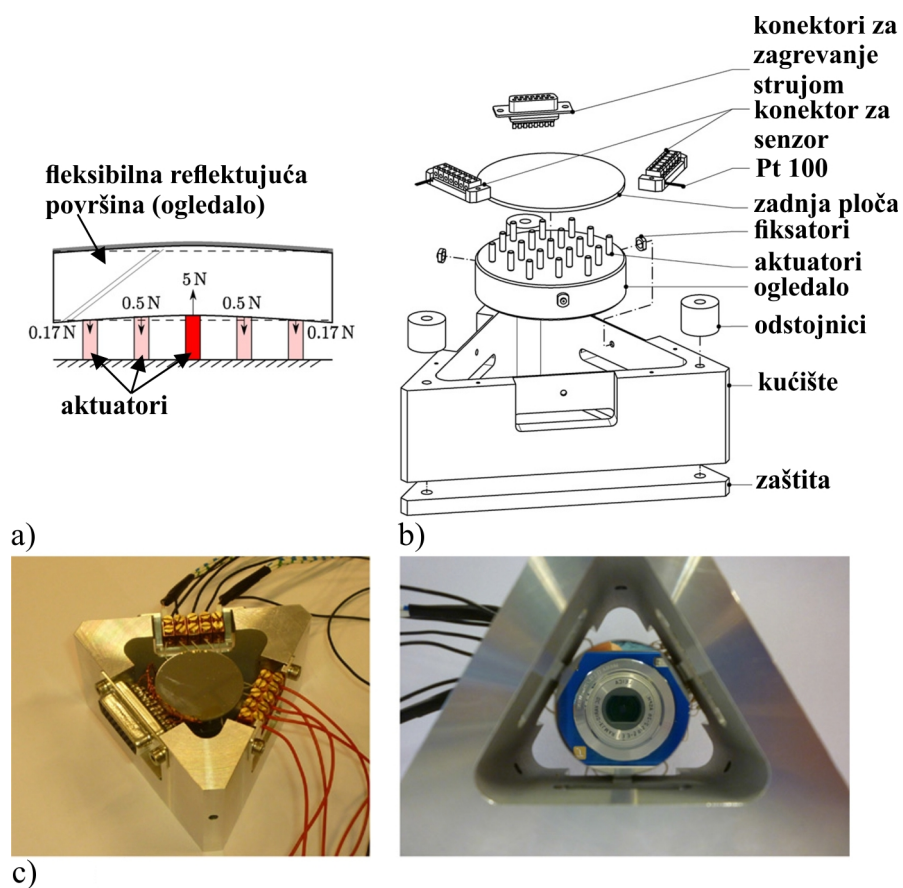 fleksibilna reflektujuća
površina (ogledalo)
5 N
0.5 N
0.5 N
0.17 N
0.17 N
aktuatori
a)
konektori za
zagrevanje
strujom
konektor za
senzor
Pt 100
zadnja ploča
fiksatori
aktuatori
ogledalo
odstojnici
kućište
zaštita
b)
c)